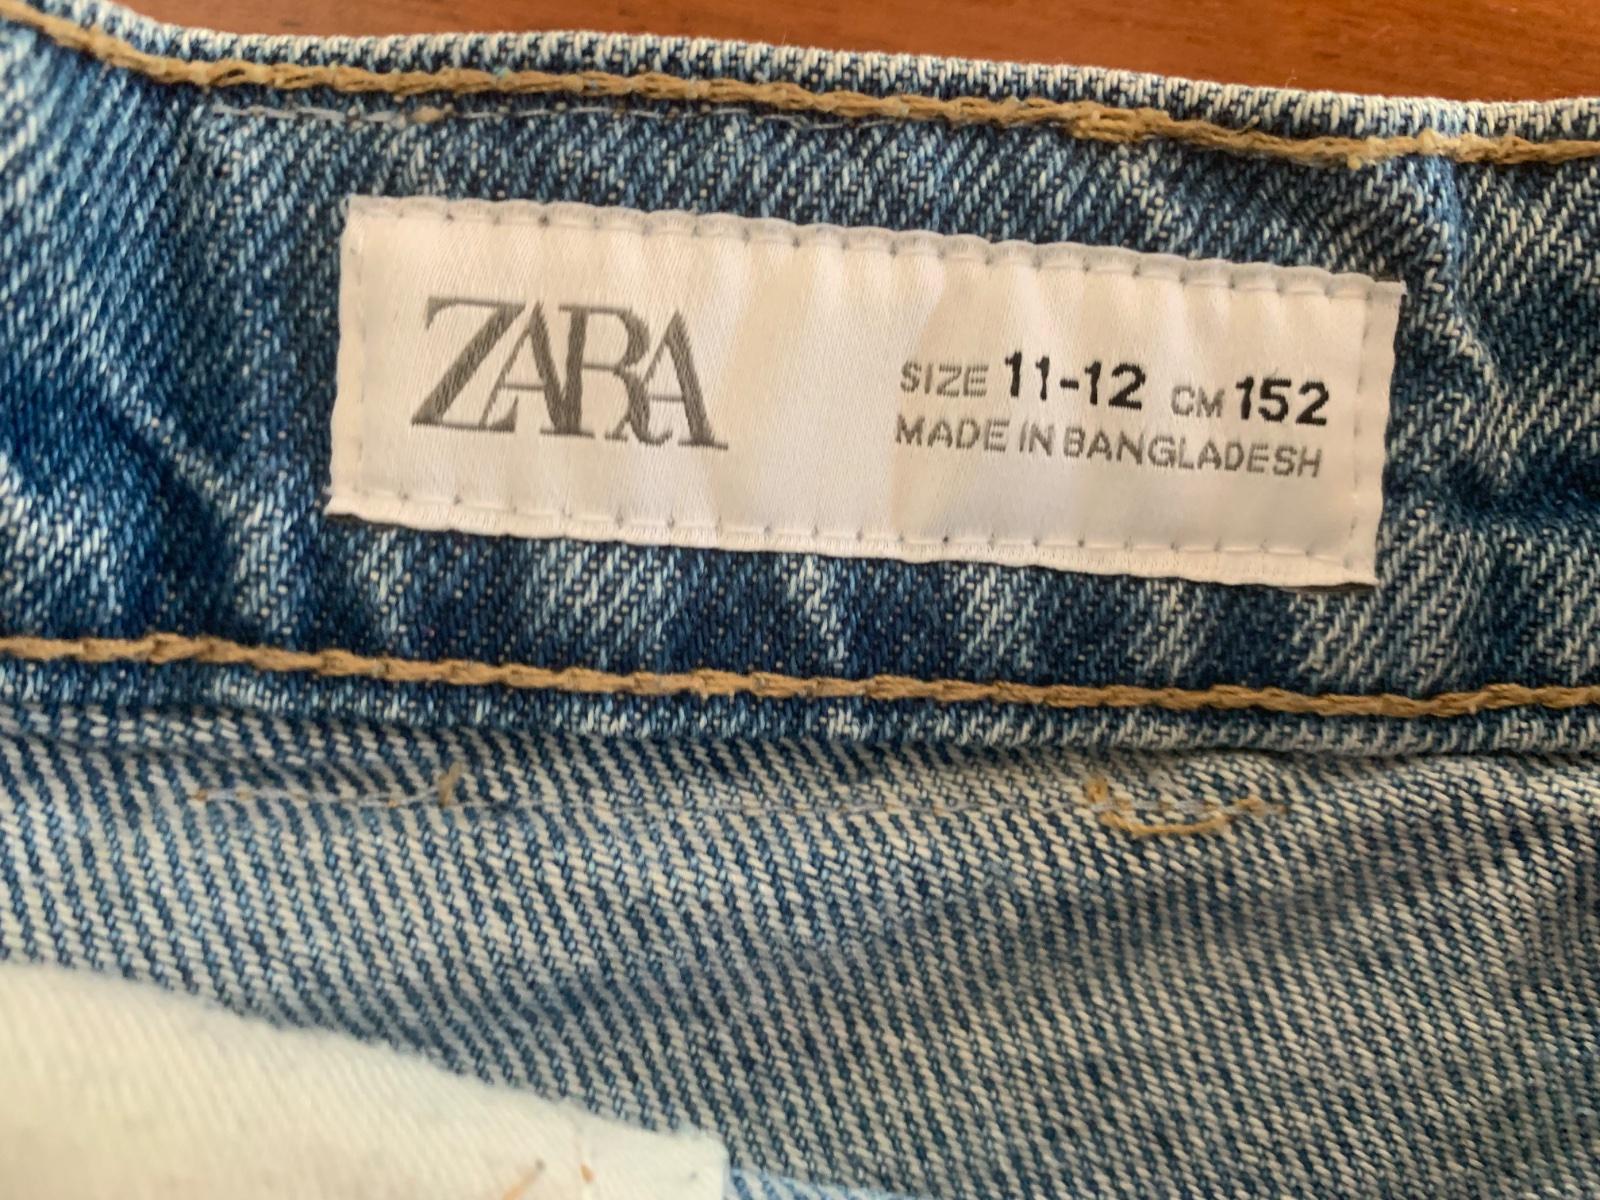 ZARA
SIZE 11-12 CM 152
MADE IN BANGLADESH